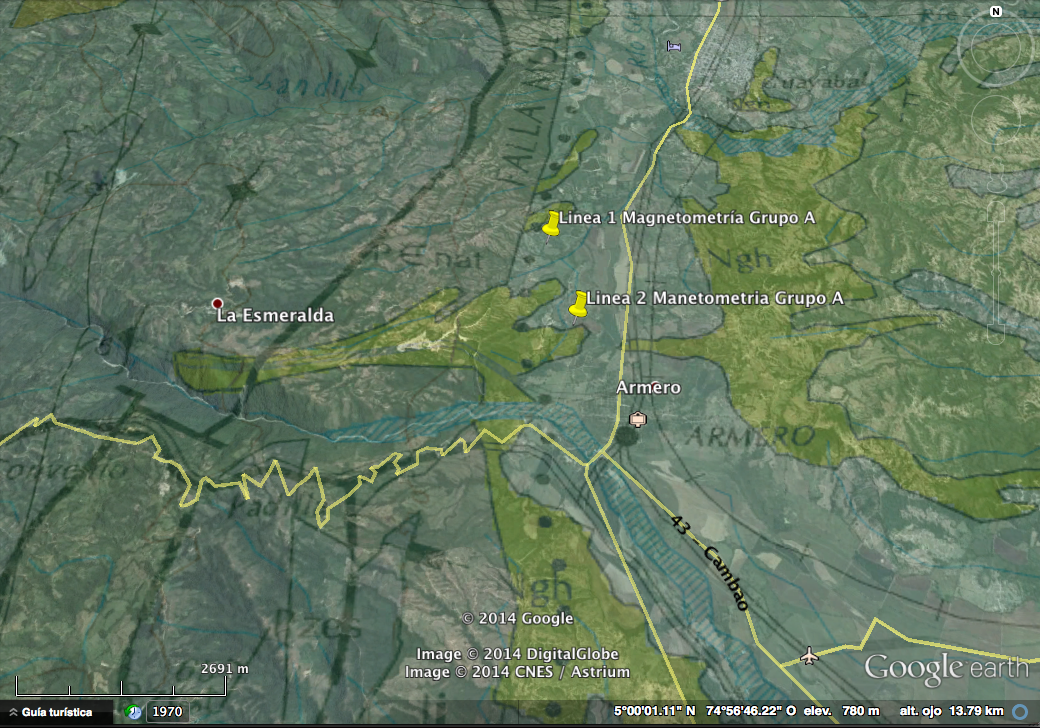 N
Guayabal
FALLA
Linea 1 Magnetometría Grupo A
PEnat
Ngh
Linea 2 Manetometria Grupo A
La Esmeralda
Armero
ARMERO
43 - Cambao
Ngh
© 2014 Google
Image © 2014 DigitalGlobe
Image © 2014 CNES / Astrium
Google earth
2691 m
Guía turística
1970
5°00'01.11" N 74°56'46.22" O elev. 780 m alt. ojo 13.79 km